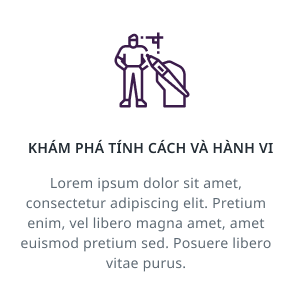 KHÁM PHÁ TÍNH CÁCH VÀ HÀNH VI
Lorem ipsum dolor sit amet,
consectetur adipiscing elit. Pretium
enim, vel libero magna amet, amet
euismod pretium sed. Posuere libero
vitae purus.